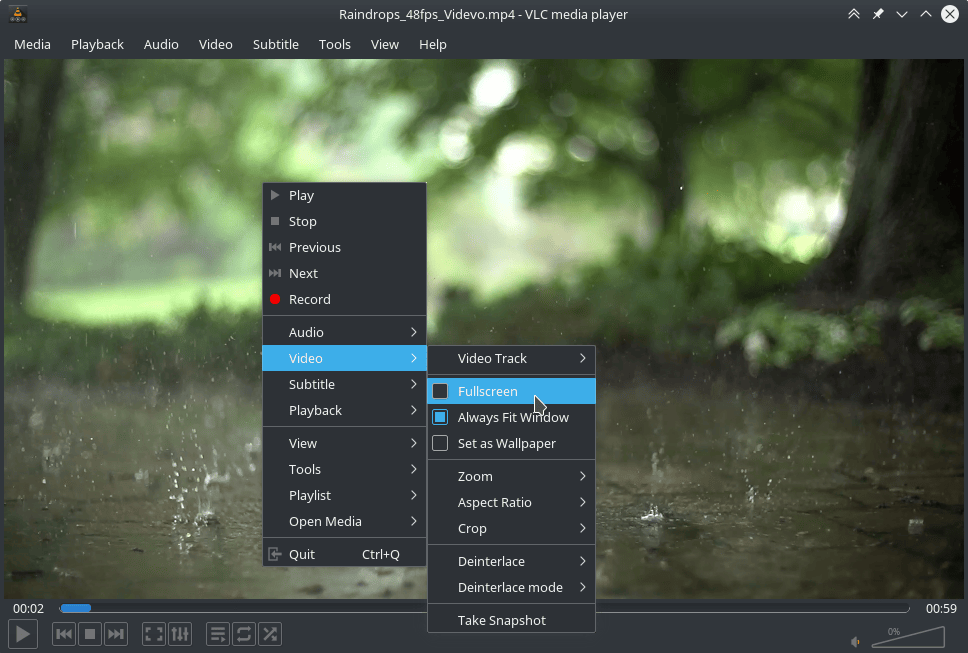 Raindrops_48fps_Videvo.mp4 - VLC media player
Media Playback Audio Video Subtitle Tools View Help
Play
Stop
Previous
Next
Record
Audio
Video
Subtitle
Playback
View
Tools
Playlist
Open Media
Quit Ctrl+Q
Video Track
Fullscreen
Always Fit Window
Set as Wallpaper
Zoom
Aspect Ratio
Crop
Deinterlace
Deinterlace mode
Take Snapshot
00:02 00:59
0%